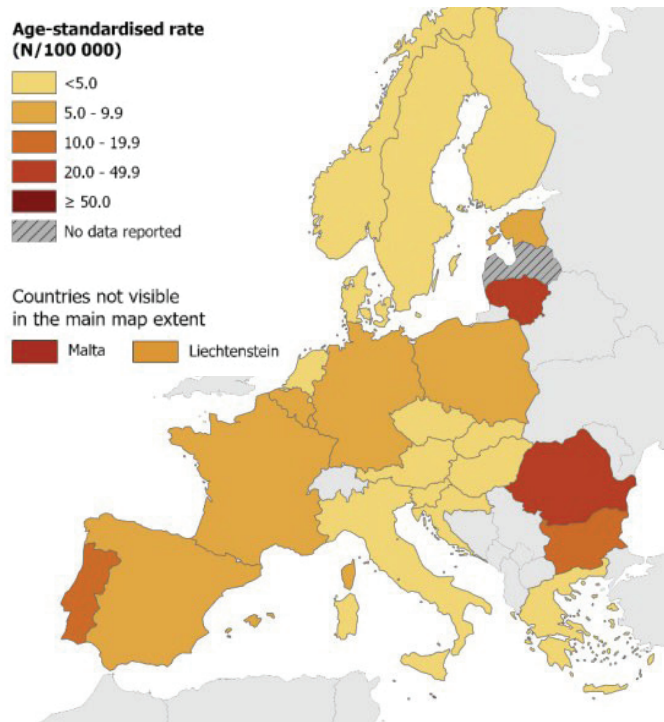 Age-standardised rate
(N/100 000)
<5.0
5.0 - 9.9
10.0 - 19.9
20.0 - 49.9
≥ 50.0
No data reported
Countries not visible
in the main map extent
Malta Liechtenstein